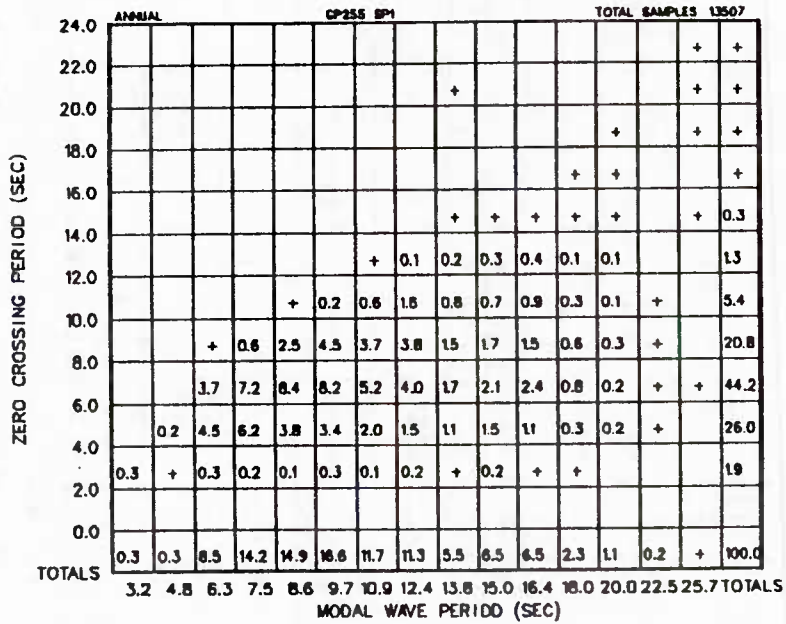 ANNUAL CP255 SP1 TOTAL SAMPLES 13507
24.0
+ +
22.0
+ + +
20.0
+ + +
18.0
+ + +
16.0
+ + + + + + 0.3
14.0
+ 0.1 0.2 0.3 0.4 0.1 0.1 1.3
12.0
+ 0.2 0.6 1.6 0.8 0.7 0.9 0.3 0.1 + 5.4
10.0
+ 0.6 2.5 4.5 3.7 3.8 1.5 1.7 1.5 0.6 0.3 + 20.8
8.0
3.7 7.2 8.4 8.2 5.2 4.0 1.7 2.1 2.4 0.8 0.2 + + 44.2
6.0
0.2 4.5 6.2 3.8 3.4 2.0 1.5 1.1 1.5 1.1 0.3 0.2 + 26.0
4.0
0.3 + 0.3 0.2 0.1 0.3 0.1 0.2 + 0.2 + + 1.9
2.0
0.0
0.3 0.3 8.5 14.2 14.9 16.6 11.7 11.3 5.5 6.5 6.5 2.3 1.1 0.2 + 100.0
TOTALS
3.2 4.8 6.3 7.5 8.6 9.7 10.9 12.4 13.8 15.0 16.4 18.0 20.0 22.5 25.7 TOTALS
MODAL WAVE PERIOD (SEC)
ZERO CROSSING PERIOD (SEC)